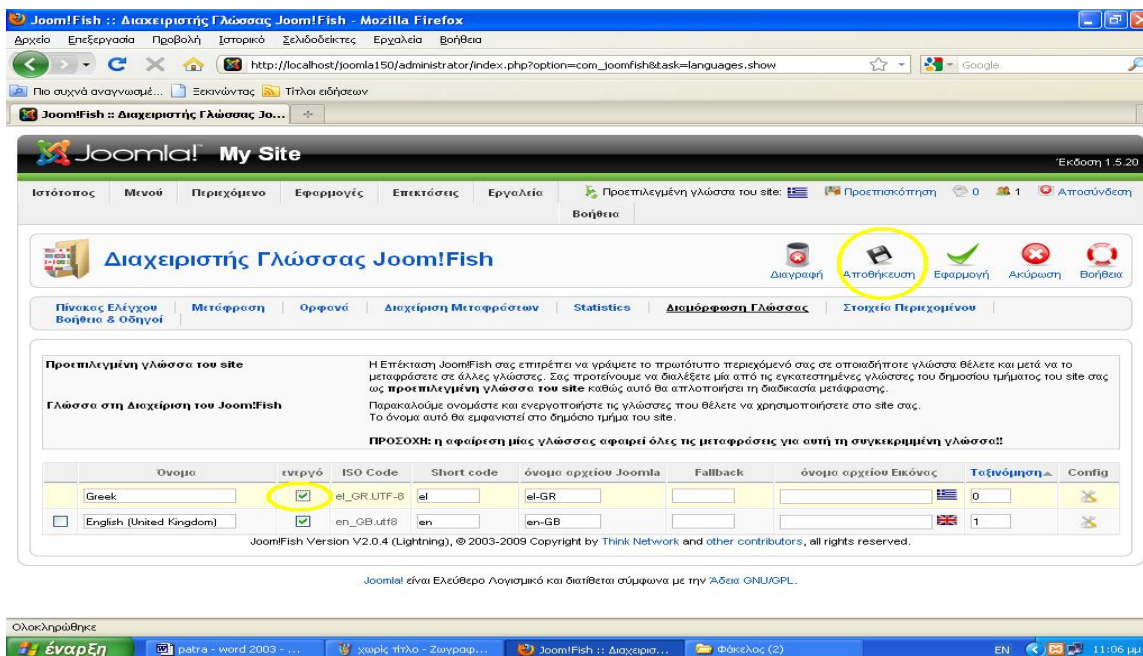 Joom!Fish :: Διαχειριστής Γλώσσας Joom!Fish - Mozilla Firefox
Αρχείο Επεξεργασία Προβολή Ιστορικό Σελιδοδείκτες Εργαλεία Βοήθεια
http://localhost/joomla150/administrator/index.php?option=com_joomfish&task=languages.show
Google
Πιο συχνά αναγνωσμέ... Ξεκινώντας Τίτλοι ειδήσεων
Joom!Fish :: Διαχειριστής Γλώσσας Jo...
Joomla! My Site
Έκδοση 1.5.20
Ιστότοπος Μενού Περιεχόμενο Εφαρμογές Επεκτάσεις Εργαλεία Προεπιλεγμένη γλώσσα του site: Προεπισκόπηση 0 1 Αποσύνδεση
Βοήθεια
Διαχειριστής Γλώσσας Joom!Fish
Διαγραφή Αποθήκευση Εφαρμογή Ακύρωση Βοήθεια
Πίνακας Ελέγχου Μετάφραση Ορφανά Διαχείριση Μεταφράσεων Statistics Διαμόρφωση Γλώσσας Στοιχεία Περιεχομένου
Βοήθεια & Οδηγοί
Προεπιλεγμένη γλώσσα του site
Η Επέκταση Joom!Fish σας επιτρέπει να γράψετε το πρωτότυπο περιεχόμενό σας σε οποιαδήποτε γλώσσα θέλετε και μετά να το
μεταφράσετε σε άλλες γλώσσες. Σας προτείνουμε να διαλέξετε μία από τις εγκατεστημένες γλώσσες του δημοσίου τμήματος του site σας
ως προεπιλεγμένη γλώσσα του site καθώς αυτό θα απλοποιήσει τη διαδικασία μετάφρασης.
Γλώσσα στη Διαχείριση του Joom!Fish
Παρακαλούμε ονομάστε και ενεργοποιήστε τις γλώσσες που θέλετε να χρησιμοποιήσετε στο site σας.
Το όνομα αυτό θα εμφανιστεί στο δημόσιο τμήμα του site.
ΠΡΟΣΟΧΗ: η αφαίρεση μίας γλώσσας αφαιρεί όλες τις μεταφράσεις για αυτή τη συγκεκριμμένη γλώσσα!!
Όνομα ενεργό ISO Code Short code όνομα αρχείου Joomla Fallback όνομα αρχείου Εικόνας Ταξινόμηση Config
Greek el_GR.UTF-8 el el-GR 0
English (United Kingdom) en_GB.utf8 en en-GB 1
Joom!Fish Version V2.0.4 (Lightning), © 2003-2009 Copyright by Think Network and other contributors, all rights reserved.
Joomla! είναι Ελεύθερο Λογισμικό και διατίθεται σύμφωνα με την Άδεια GNU/GPL.
Ολοκληρώθηκε
έναρξη patra - word 2003 - ... χωρίς τίτλο - Ζωγραφ... Joom!Fish :: Διαχειρισ... Φάκελος (2) EN 11:06 μμ